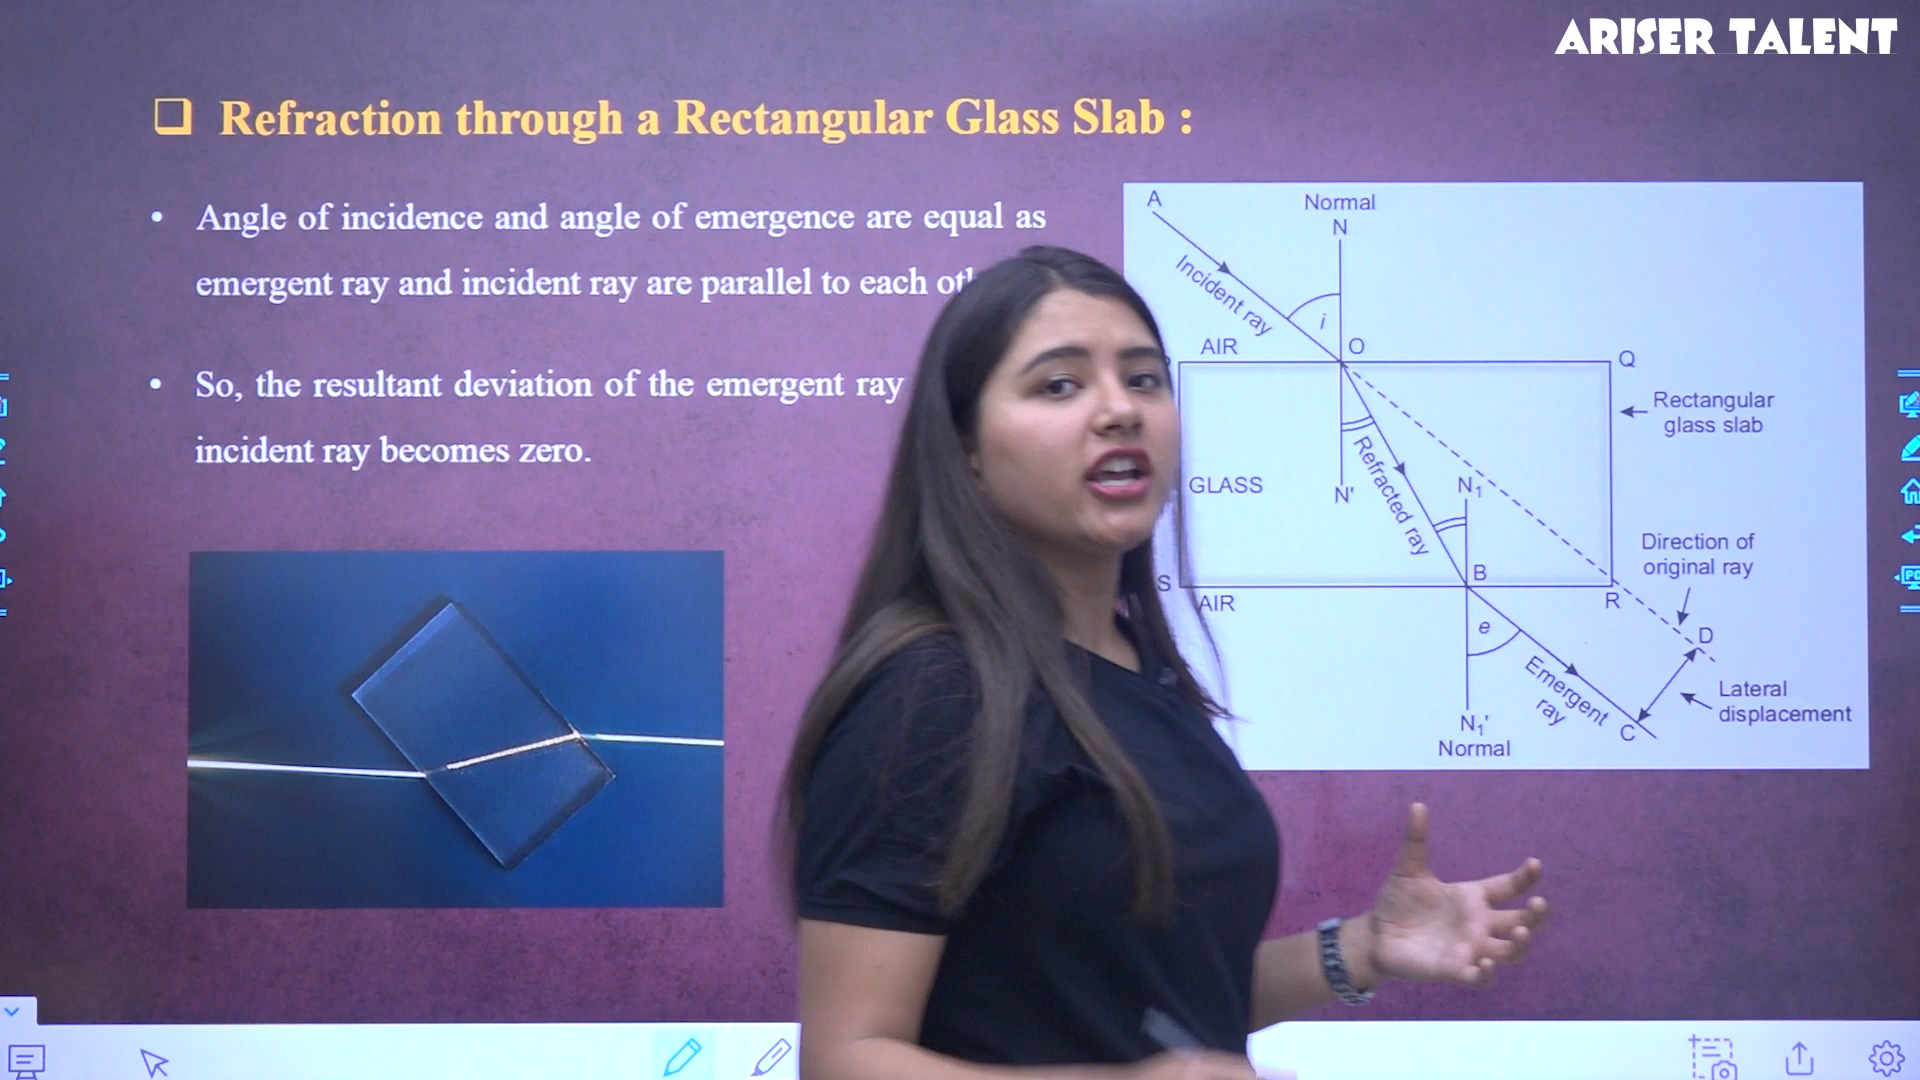 ARISER TALENT
❑ Refraction through a Rectangular Glass Slab :
• Angle of incidence and angle of emergence are equal as
emergent ray and incident ray are parallel to each
• So, the resultant deviation of the emergent ray
incident ray becomes zero.
A
Normal
N
Incident ray
i
AIR
O
Q
Rectangular
glass slab
GLASS
N'
Refracted ray
N₁
Direction of
original ray
S
AIR
B
R
e
D
Emergent
ray
Lateral
displacement
C
N₁'
Normal